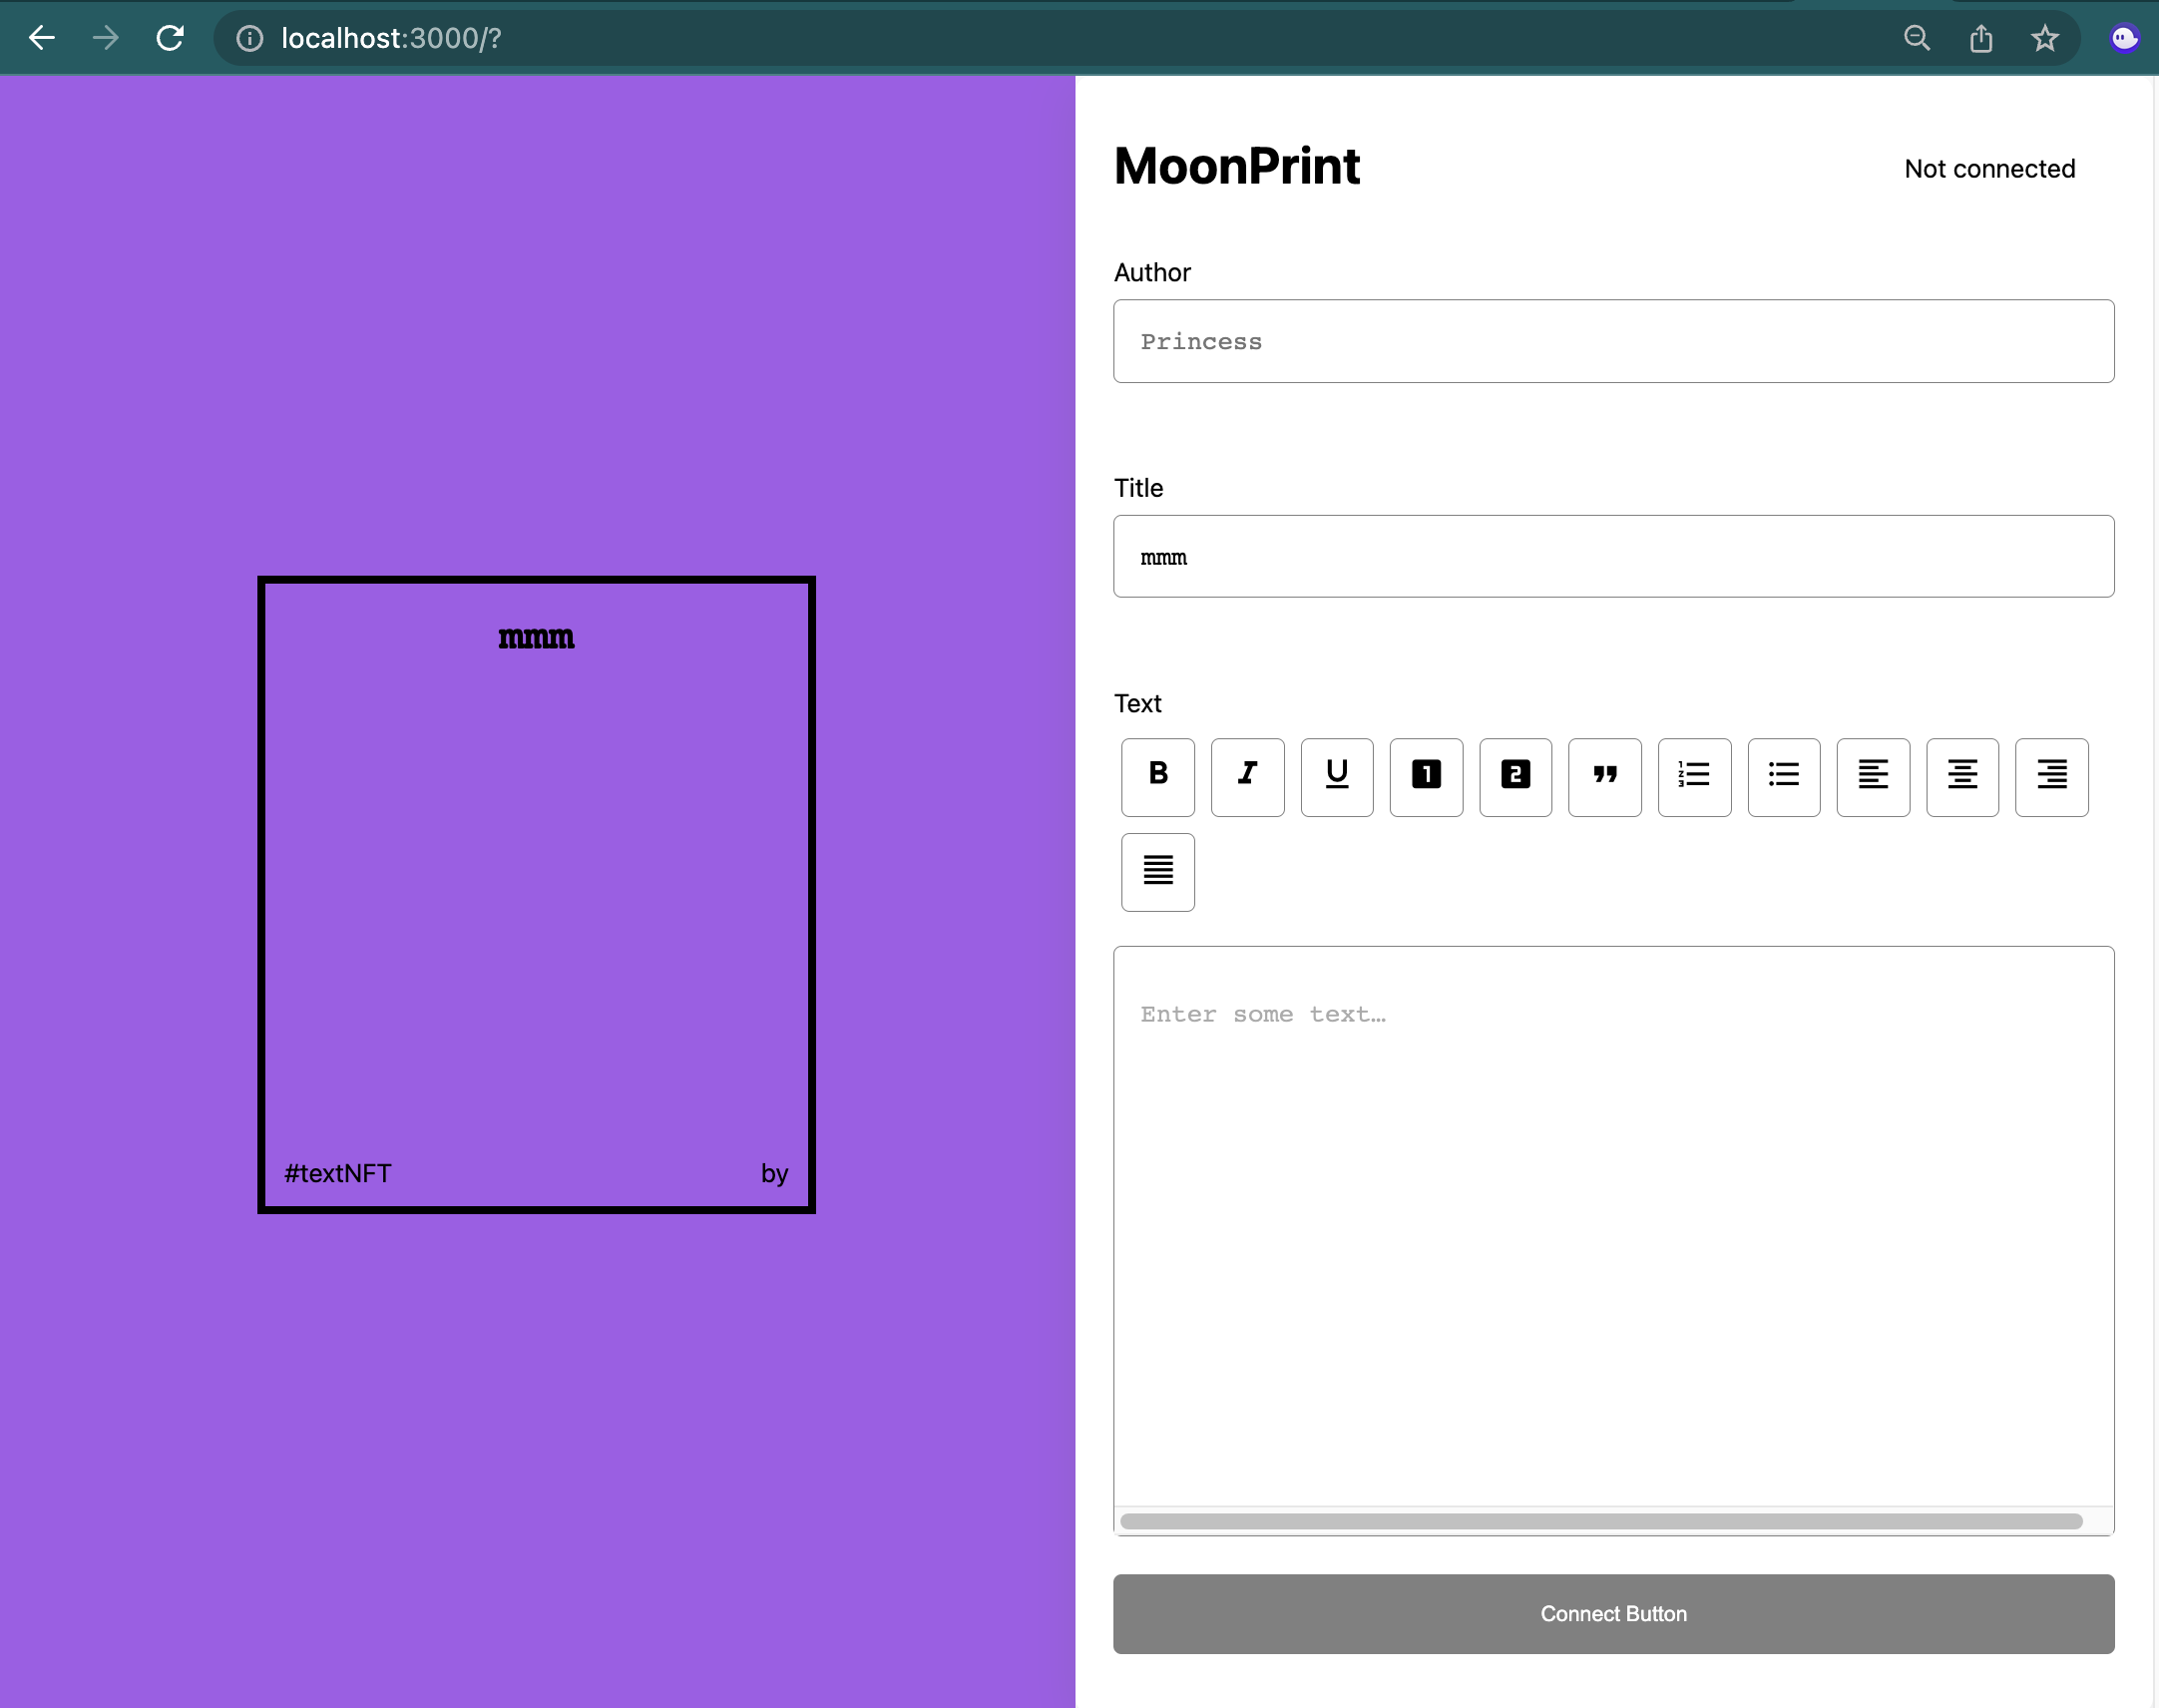 localhost:3000/?
mmm
#textNFT
by
MoonPrint
Not connected
Author
Princess
Title
mmm
Text
B I U 1 2 ”
Enter some text…
Connect Button